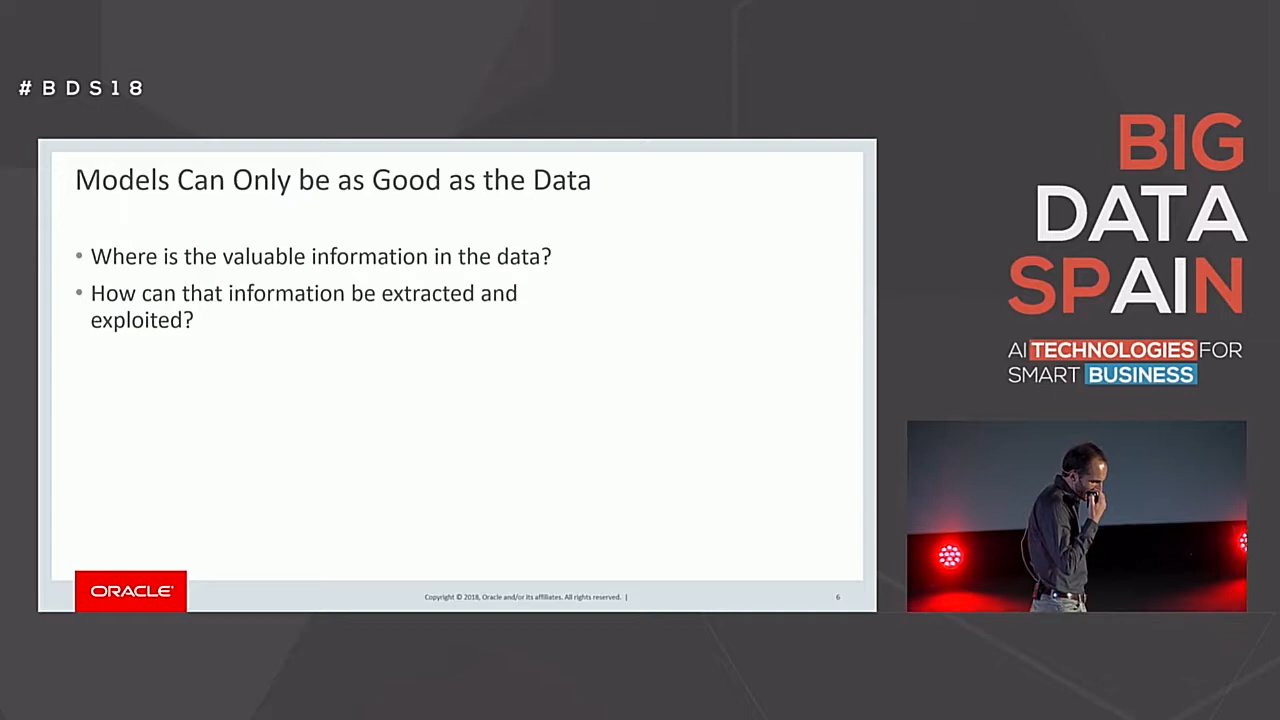 #BDS18
Models Can Only be as Good as the Data
• Where is the valuable information in the data?
• How can that information be extracted and
exploited?
ORACLE
Copyright © 2018, Oracle and/or its affiliates. All rights reserved. |
6
BIG
DATA
SPAIN
AI TECHNOLOGIES FOR
SMART BUSINESS